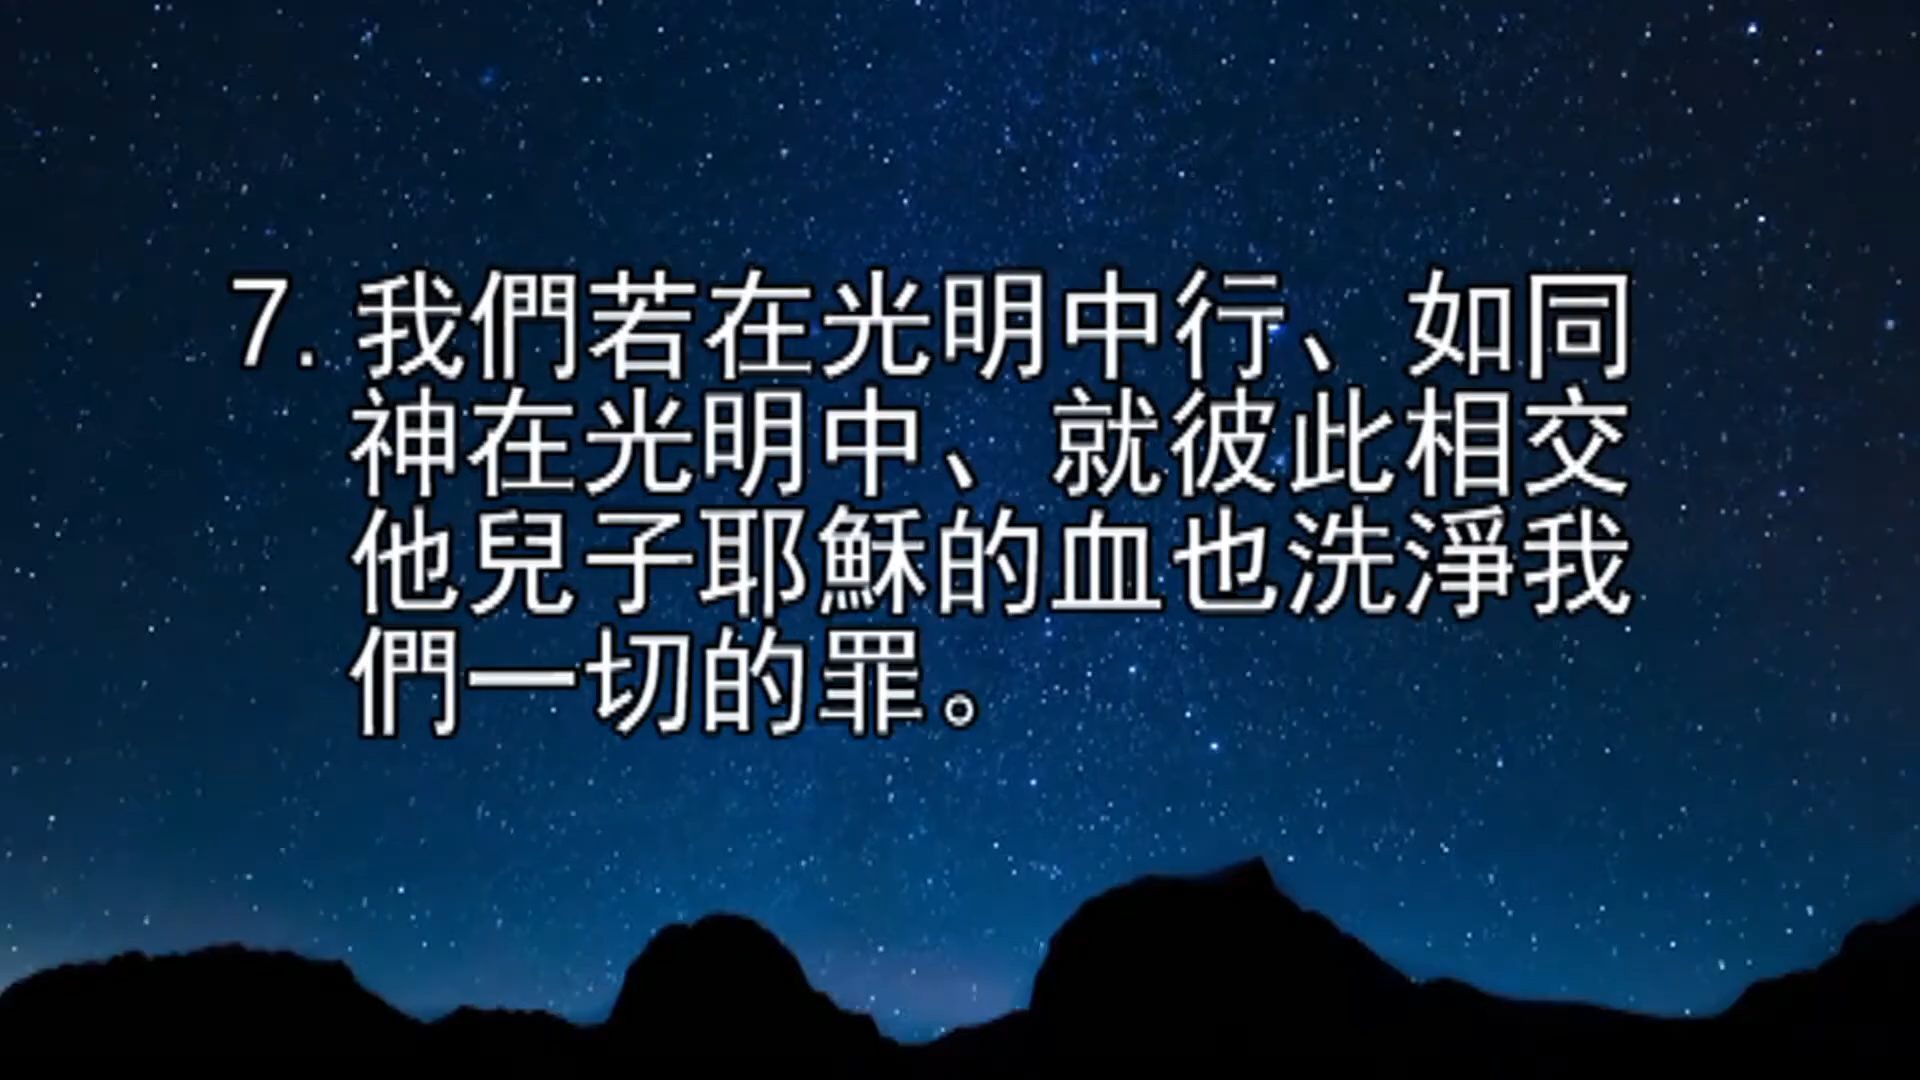 7. 我們若在光明中行、如同
神在光明中、就彼此相交
他兒子耶穌的血也洗淨我
們一切的罪。